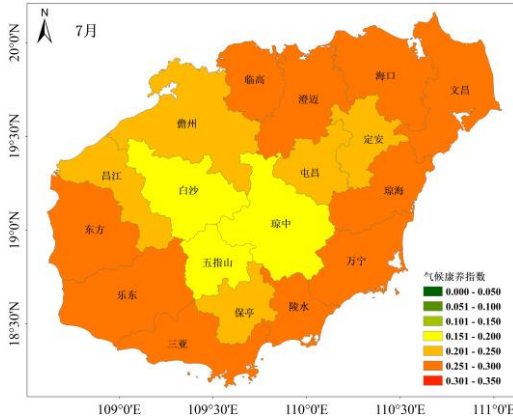 N
7月
20°0'N
19°30'N
19°0'N
18°30'N
临高
澄迈
海口
文昌
儋州
定安
屯昌
昌江
白沙
琼海
琼中
东方
五指山
万宁
乐东
保亭
陵水
三亚
气候康养指数
0.000 - 0.050
0.051 - 0.100
0.101 - 0.150
0.151 - 0.200
0.201 - 0.250
0.251 - 0.300
0.301 - 0.350
109°0'E
109°30'E
110°0'E
110°30'E
111°0'E